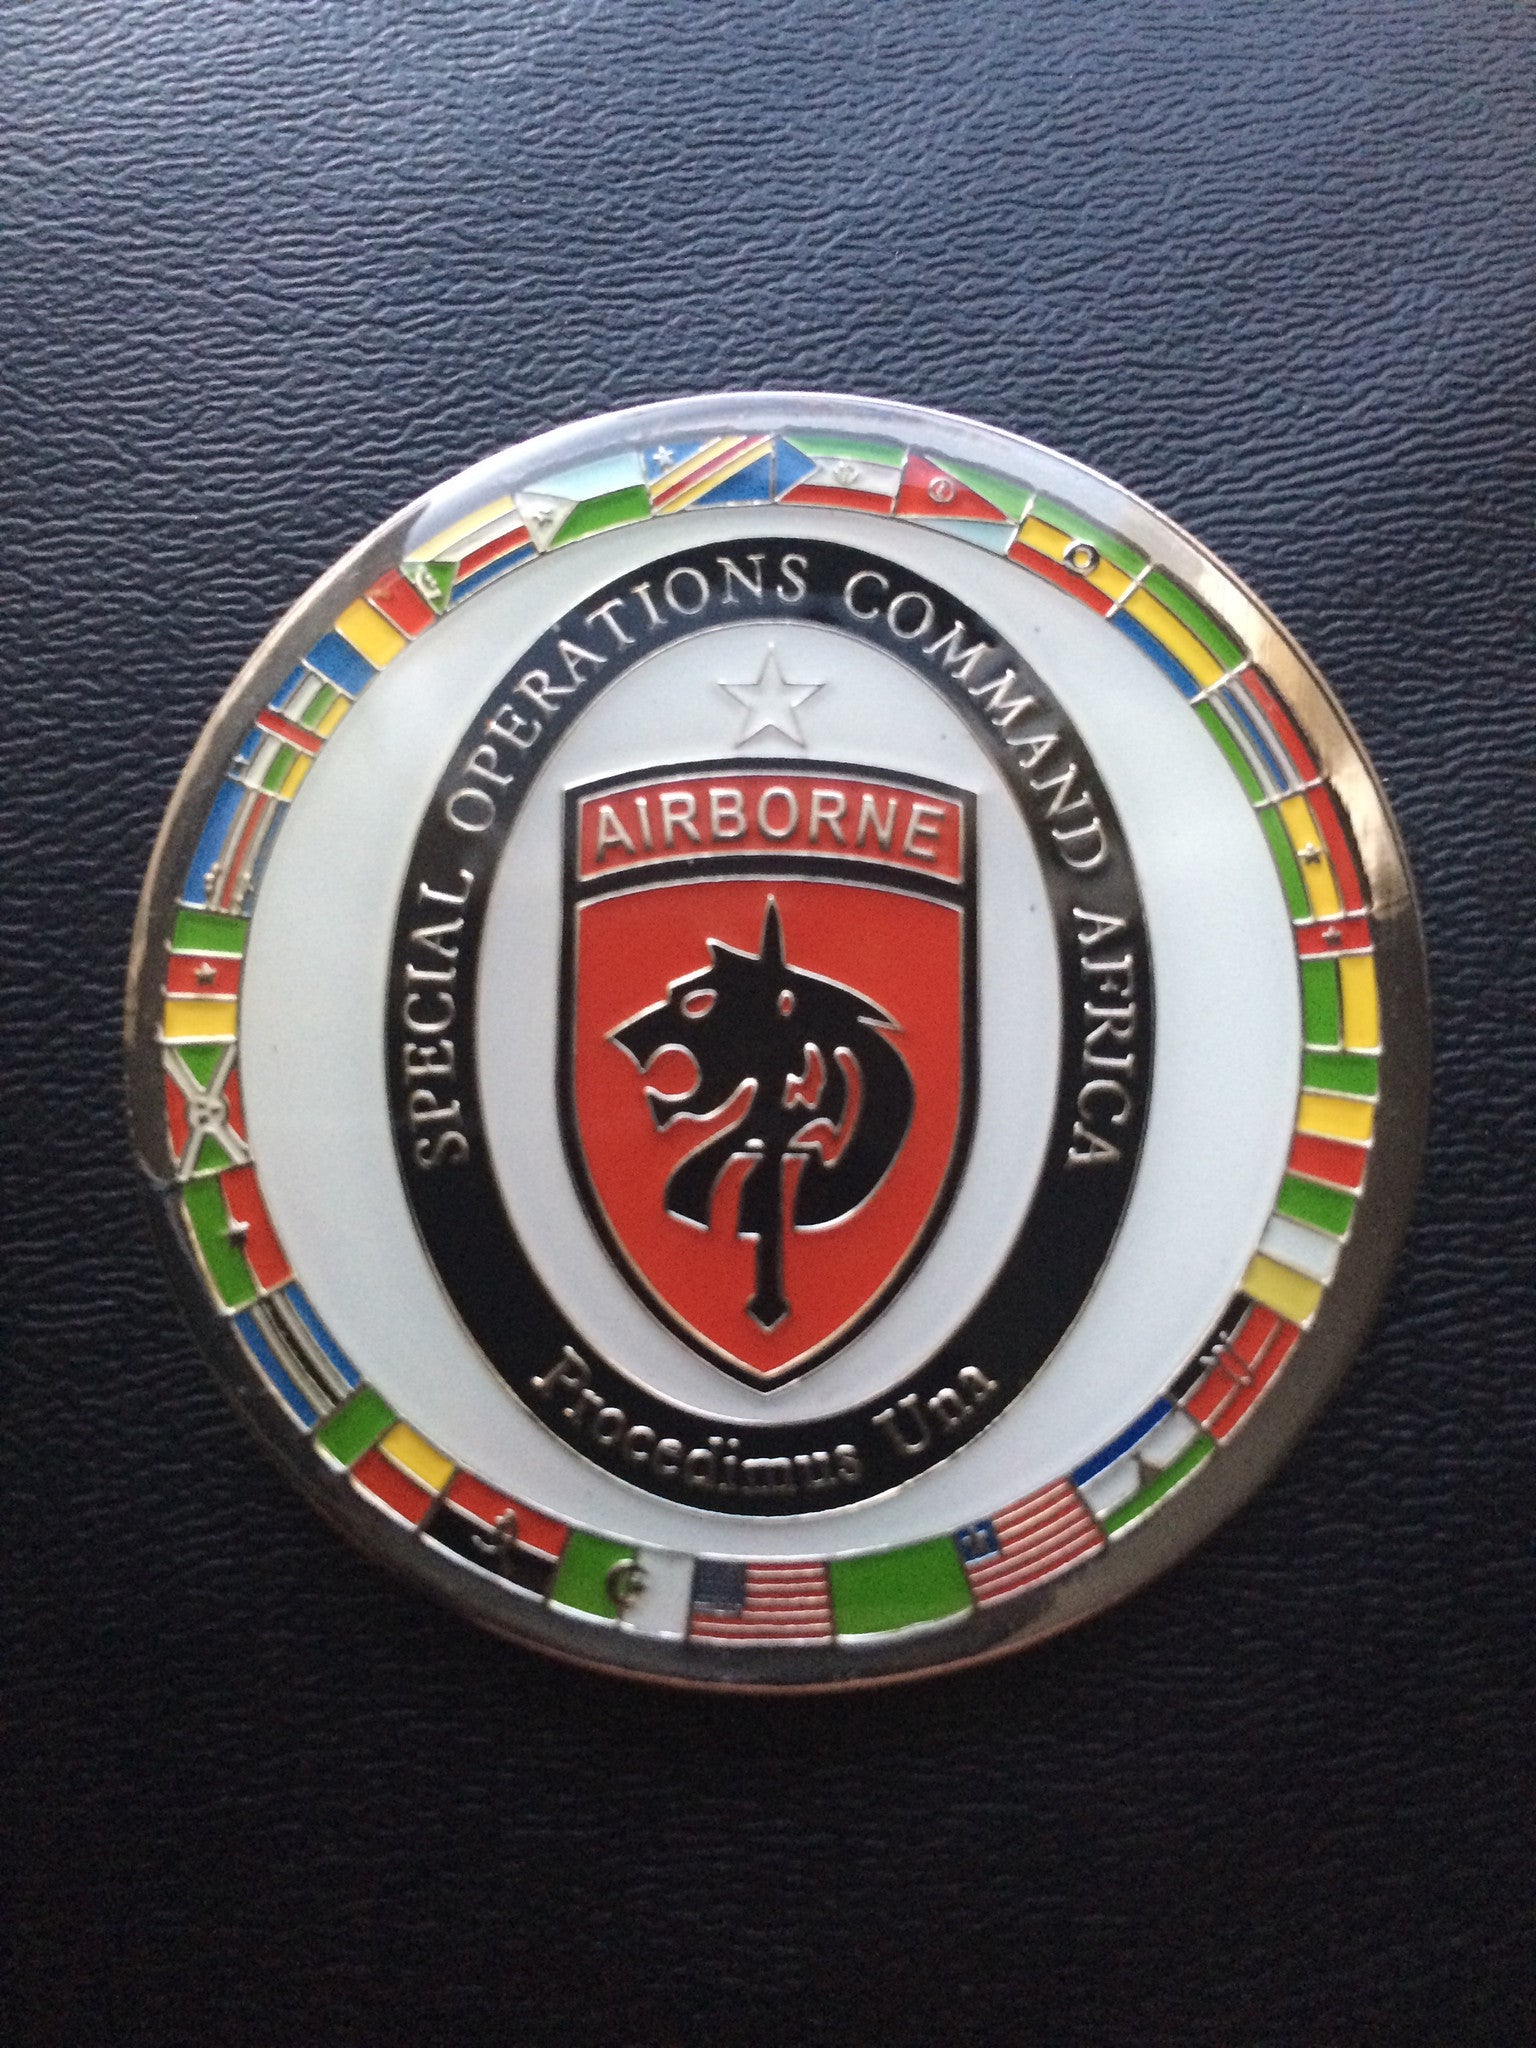 SPECIAL OPERATIONS COMMAND AFRICA
AIRBORNE
Procedimus Una